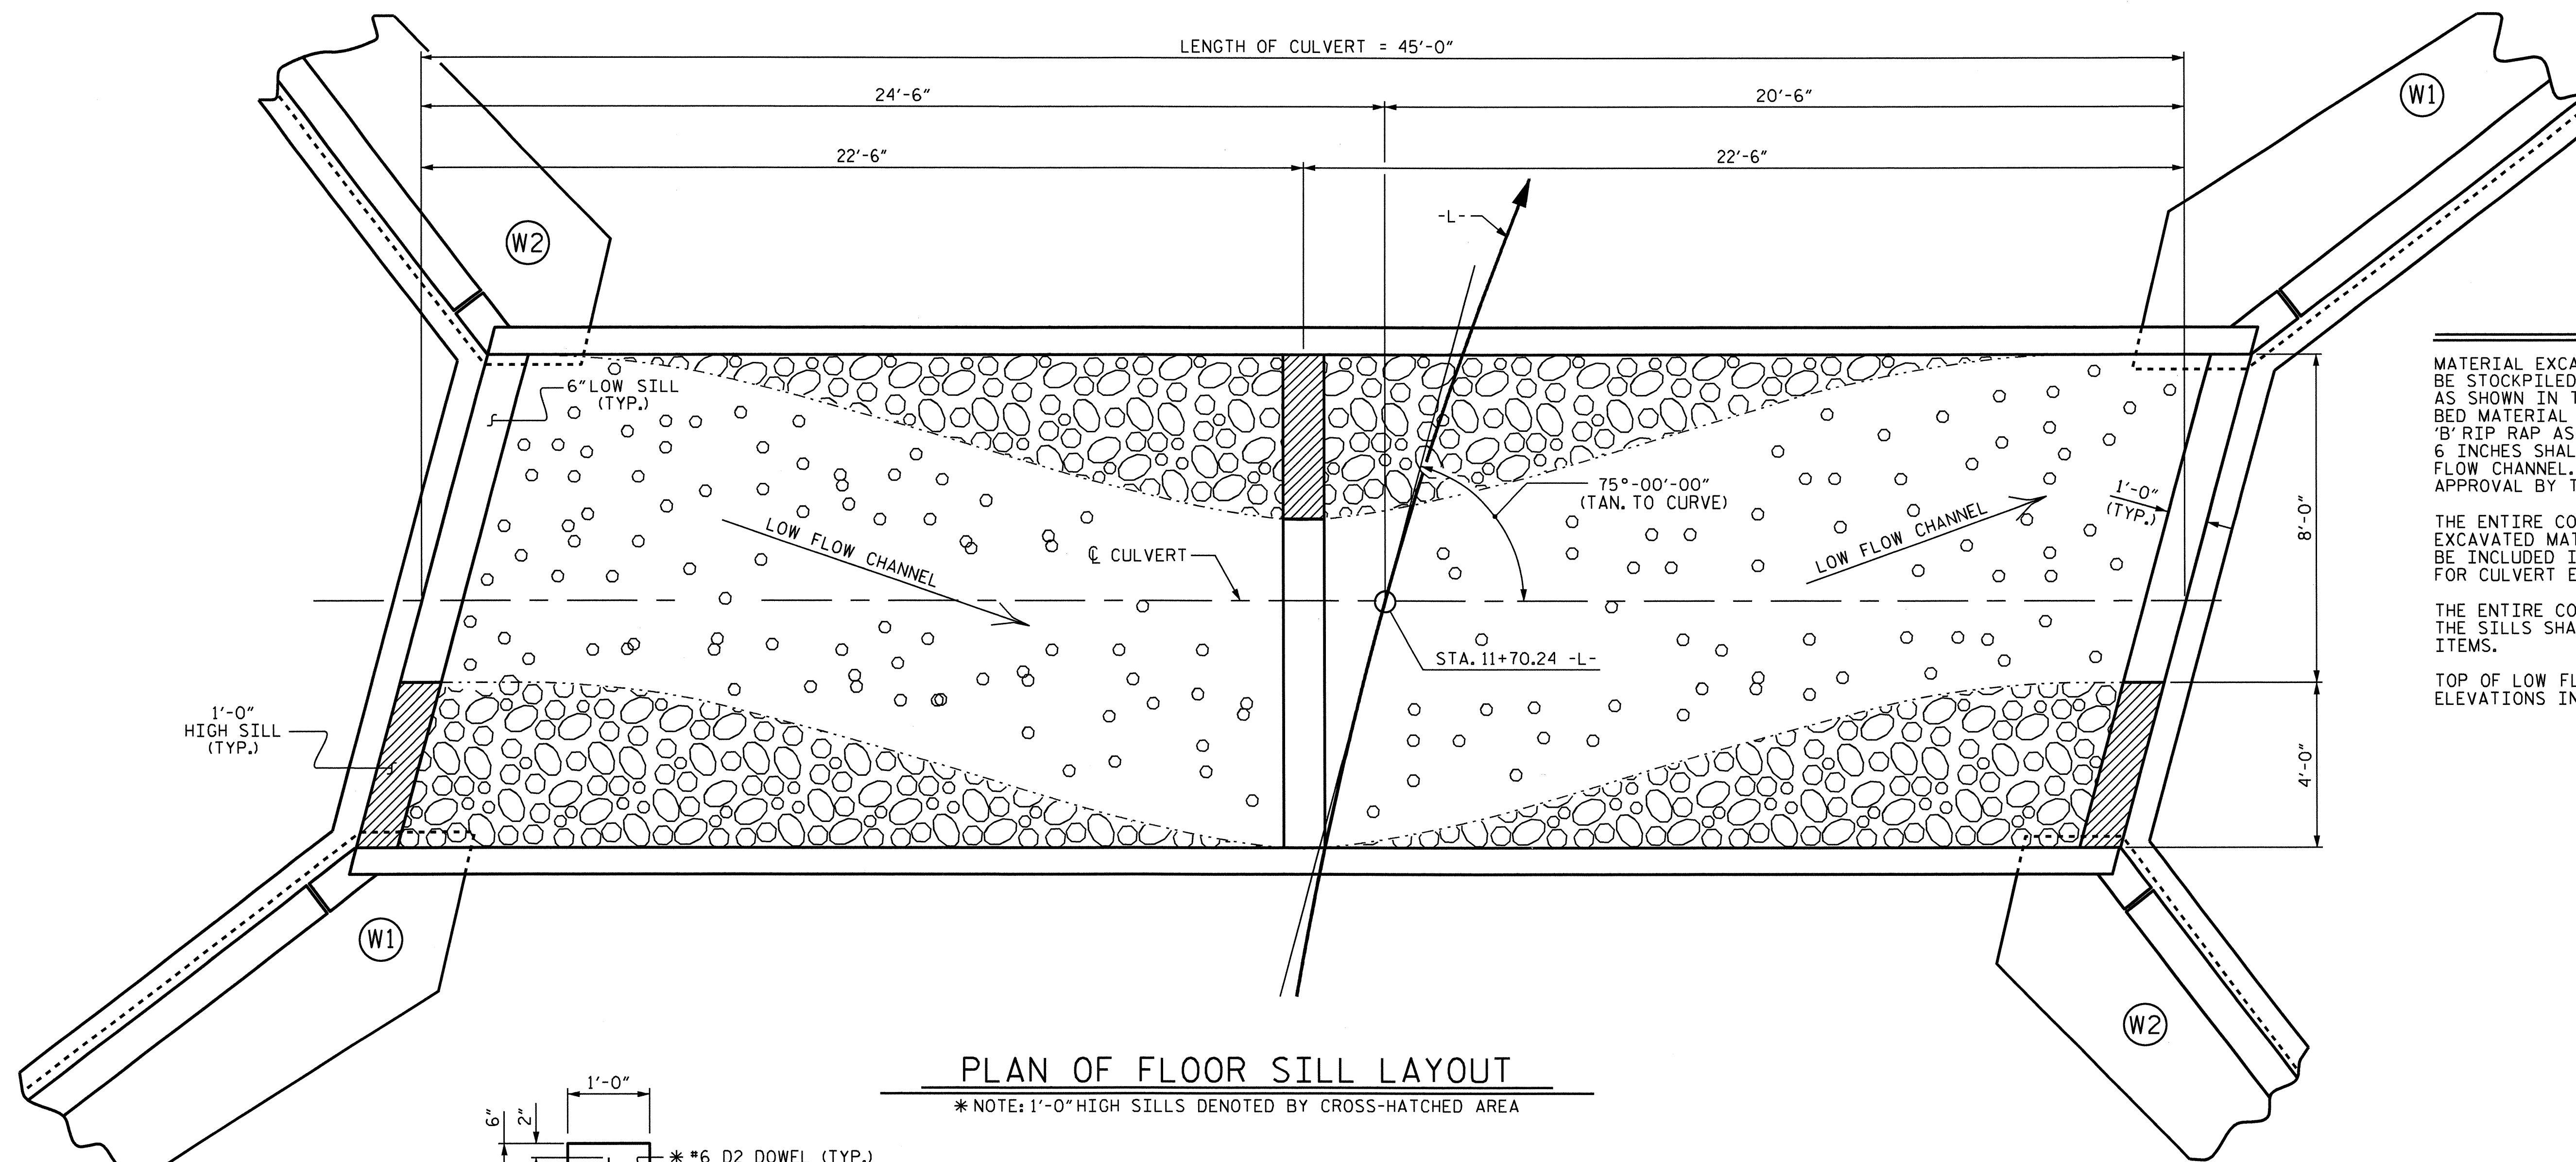 LENGTH OF CULVERT = 45'-0"
24'-6"
20'-6"
22'-6"
22'-6"
W1
W2
-L-
6" LOW SILL
(TYP.)
75°-00'-00"
(TAN. TO CURVE)
LOW FLOW CHANNEL
℄ CULVERT
LOW FLOW CHANNEL
1'-0"
(TYP.)
8'-0"
STA. 11+70.24 -L-
1'-0"
HIGH SILL
(TYP.)
4'-0"
W1
W2
MATERIAL EXCA
BE STOCKPILED
AS SHOWN IN T
BED MATERIAL
'B' RIP RAP AS
6 INCHES SHAL
FLOW CHANNEL.
APPROVAL BY T
THE ENTIRE CO
EXCAVATED MAT
BE INCLUDED I
FOR CULVERT E
THE ENTIRE CO
THE SILLS SHA
ITEMS.
TOP OF LOW FL
ELEVATIONS IN
PLAN OF FLOOR SILL LAYOUT
* NOTE: 1'-0" HIGH SILLS DENOTED BY CROSS-HATCHED AREA
1'-0"
6"
2"
* #6 D2 DOWEL (TYP.)